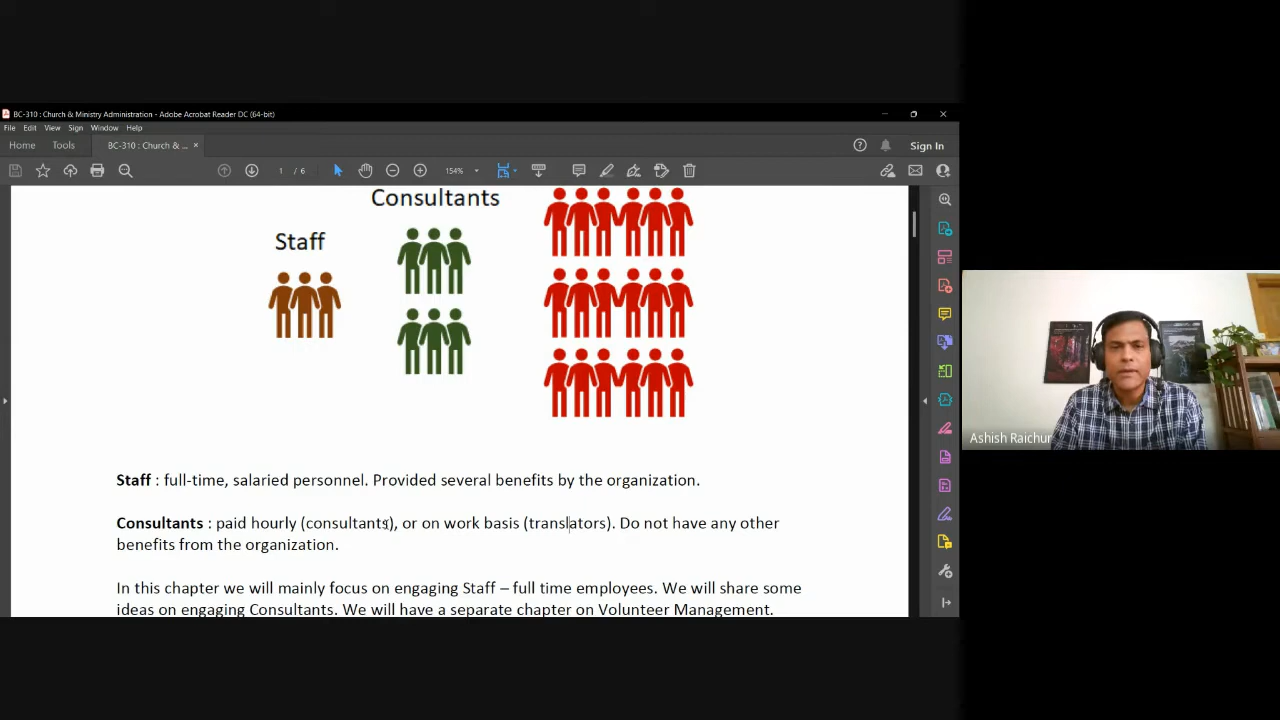 BC-310 : Church & Ministry Administration - Adobe Acrobat Reader DC (64-bit)
File Edit View Sign Window Help
Home Tools BC-310 : Church & ... × Sign In
1 / 6 154%
Consultants
Staff
Staff : full-time, salaried personnel. Provided several benefits by the organization.
Consultants : paid hourly (consultants), or on work basis (translators). Do not have any other
benefits from the organization.
In this chapter we will mainly focus on engaging Staff – full time employees. We will share some
ideas on engaging Consultants. We will have a separate chapter on Volunteer Management.
Ashish Raichur